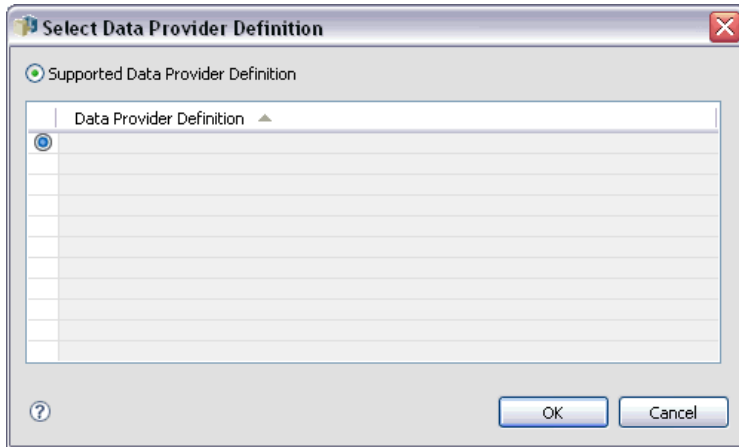 Select Data Provider Definition
Supported Data Provider Definition
Data Provider Definition
?
OK
Cancel